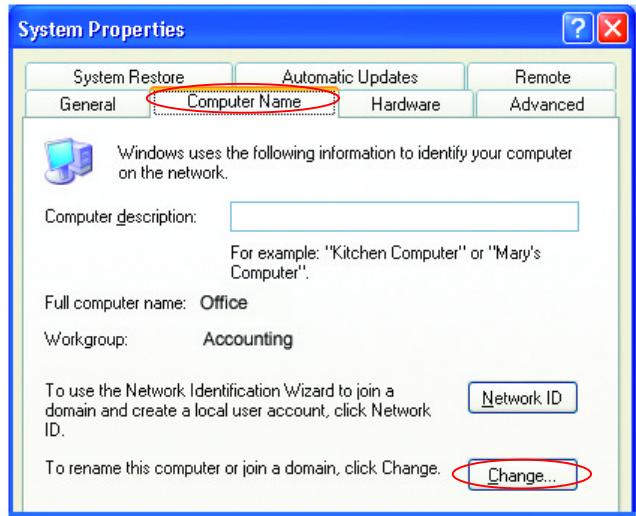 System Properties
System Restore Automatic Updates Remote
General Computer Name Hardware Advanced
Windows uses the following information to identify your computer
on the network.
Computer description:
For example: "Kitchen Computer" or "Mary's
Computer".
Full computer name: Office
Workgroup: Accounting
To use the Network Identification Wizard to join a
domain and create a local user account, click Network
ID.
Network ID
To rename this computer or join a domain, click Change.
Change...